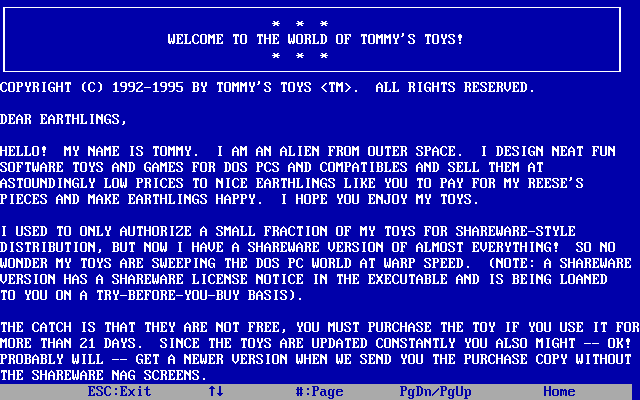 * * *
WELCOME TO THE WORLD OF TOMMY'S TOYS!
* * *
COPYRIGHT (C) 1992-1995 BY TOMMY'S TOYS <TM>.  ALL RIGHTS RESERVED.
DEAR EARTHLINGS,
HELLO!  MY NAME IS TOMMY.  I AM AN ALIEN FROM OUTER SPACE.  I DESIGN NEAT FUN
SOFTWARE TOYS AND GAMES FOR DOS PCS AND COMPATIBLES AND SELL THEM AT
ASTOUNDINGLY LOW PRICES TO NICE EARTHLINGS LIKE YOU TO PAY FOR MY REESE'S
PIECES AND MAKE EARTHLINGS HAPPY.  I HOPE YOU ENJOY MY TOYS.
I USED TO ONLY AUTHORIZE A SMALL FRACTION OF MY TOYS FOR SHAREWARE-STYLE
DISTRIBUTION, BUT NOW I HAVE A SHAREWARE VERSION OF ALMOST EVERYTHING!  SO NO
WONDER MY TOYS ARE SWEEPING THE DOS PC WORLD AT WARP SPEED.  (NOTE: A SHAREWARE
VERSION HAS A SHAREWARE LICENSE NOTICE IN THE EXECUTABLE AND IS BEING LOANED
TO YOU ON A TRY-BEFORE-YOU-BUY BASIS).
THE CATCH IS THAT THEY ARE NOT FREE, YOU MUST PURCHASE THE TOY IF YOU USE IT FOR
MORE THAN 21 DAYS.  SINCE THE TOYS ARE UPDATED CONSTANTLY YOU ALSO MIGHT -- OK!
PROBABLY WILL -- GET A NEWER VERSION WHEN WE SEND YOU THE PURCHASE COPY WITHOUT
THE SHAREWARE NAG SCREENS.
ESC:Exit ↑↓ #:Page PgDn/PgUp Home